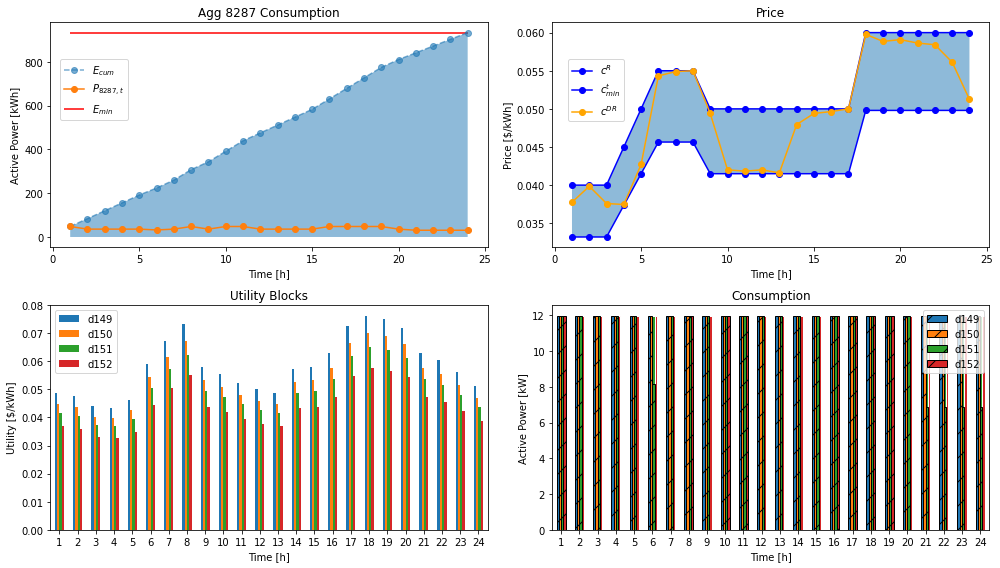 Agg 8287 Consumption
Active Power [kWh]
800
600
400
200
0
E_cum
P_8287, t
E_min
0 5 10 15 20 25
Time [h]
Price
Price [$/kWh]
0.060
0.055
0.050
0.045
0.040
0.035
c^R
c^t_min
c^DR
0 5 10 15 20 25
Time [h]
Utility Blocks
Utility [$/kWh]
0.08
0.07
0.06
0.05
0.04
0.03
0.02
0.01
0.00
d149
d150
d151
d152
1 2 3 4 5 6 7 8 9 10 11 12 13 14 15 16 17 18 19 20 21 22 23 24
Time [h]
Consumption
Active Power [kW]
12
10
8
6
4
2
0
d149
d150
d151
d152
1 2 3 4 5 6 7 8 9 10 11 12 13 14 15 16 17 18 19 20 21 22 23 24
Time [h]